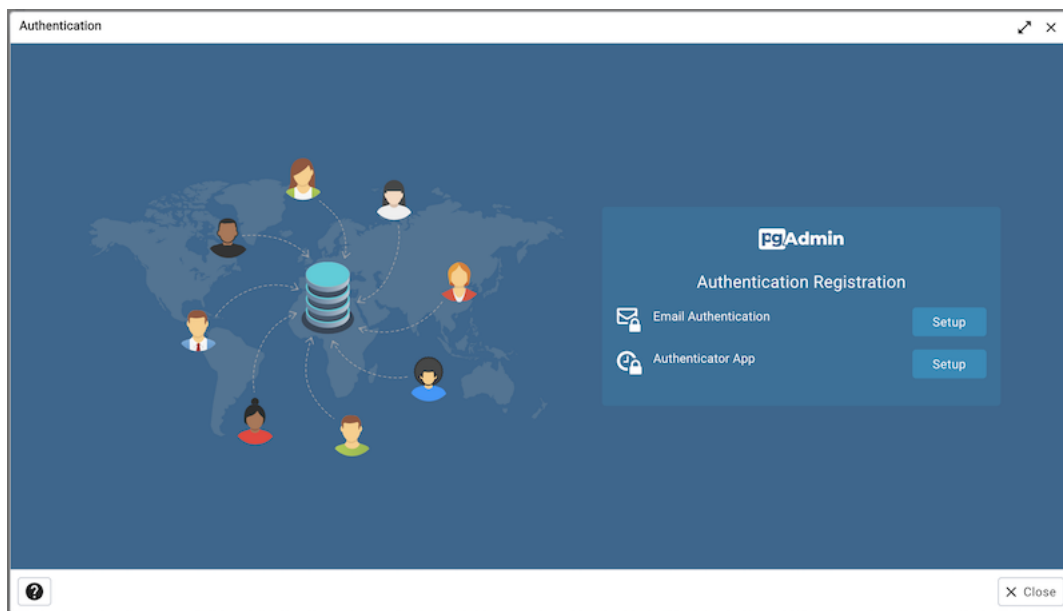 Authentication
pgAdmin
Authentication Registration
Email Authentication
Setup
Authenticator App
Setup
Close